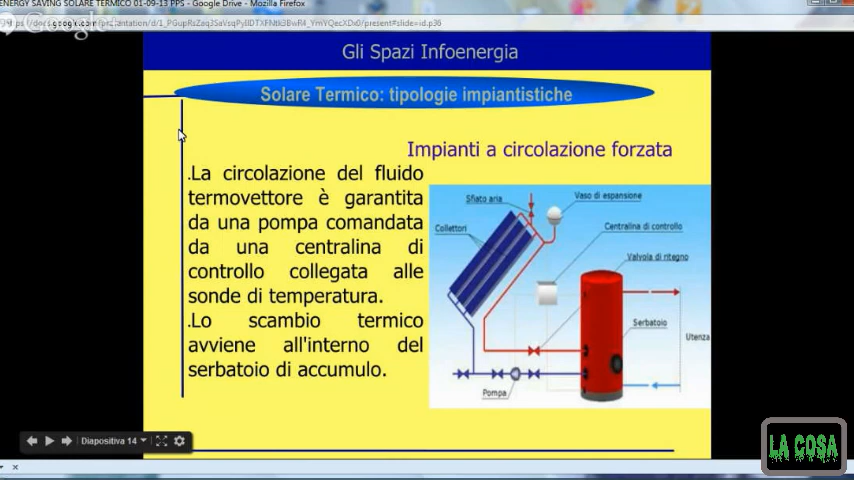 ENERGY SAVING SOLARE TERMICO 01-09-13 PPS - Google Drive - Mozilla Firefox
Google
Gli Spazi Infoenergia
Solare Termico: tipologie impiantistiche
Impianti a circolazione forzata
.La circolazione del fluido
termovettore è garantita
da una pompa comandata
da una centralina di
controllo collegata alle
sonde di temperatura.
.Lo scambio termico
avviene all'interno del
serbatoio di accumulo.
Sfiato aria
Vaso di espansione
Collettori
Centralina di controllo
Valvola di ritegno
Serbatoio
Utenza
Pompa
Diapositiva 14
LA COSA